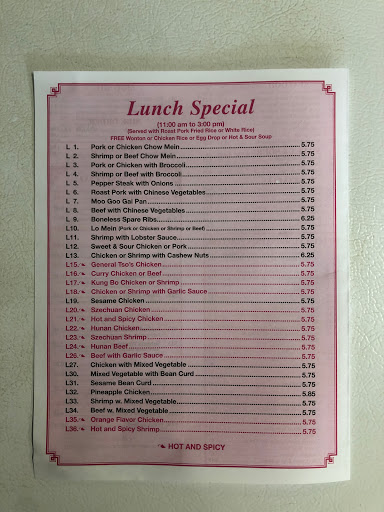 Lunch Special
(11:00 am to 3:00 pm)
(Served with Roast Pork Fried Rice or White Rice)
FREE Wonton or Chicken Rice or Egg Drop or Hot & Sour Soup
L 1. Pork or Chicken Chow Mein 5.75
L 2. Shrimp or Beef Chow Mein 5.75
L 3. Pork or Chicken with Broccoli 5.75
L 4. Shrimp or Beef with Broccoli 5.75
L 5. Pepper Steak with Onions 5.75
L 6. Roast Pork with Chinese Vegetables 5.75
L 7. Moo Goo Gai Pan 5.75
L 8. Beef with Chinese Vegetables 5.75
L 9. Boneless Spare Ribs 6.25
L10. Lo Mein (Pork or Chicken or Shrimp or Beef) 5.75
L11. Shrimp with Lobster Sauce 5.75
L12. Sweet & Sour Chicken or Pork 5.75
L13. Chicken or Shrimp with Cashew Nuts 6.25
L15. General Tso's Chicken 5.75
L16. Curry Chicken or Beef 5.75
L17. Kung Bo Chicken or Shrimp 5.75
L18. Chicken or Shrimp with Garlic Sauce 5.75
L19. Sesame Chicken 5.75
L20. Szechuan Chicken 5.75
L21. Hot and Spicy Chicken 5.75
L22. Hunan Chicken 5.75
L23. Szechuan Shrimp 5.75
L24. Hunan Beef 5.75
L26. Beef with Garlic Sauce 5.75
L27. Chicken with Mixed Vegetable 5.75
L30. Mixed Vegetable with Bean Curd 5.75
L31. Sesame Bean Curd 5.75
L32. Pineapple Chicken 5.85
L33. Shrimp w. Mixed Vegetable 5.75
L34. Beef w. Mixed Vegetable 5.75
L35. Orange Flavor Chicken 5.75
L36. Hot and Spicy Shrimp 5.75
HOT AND SPICY